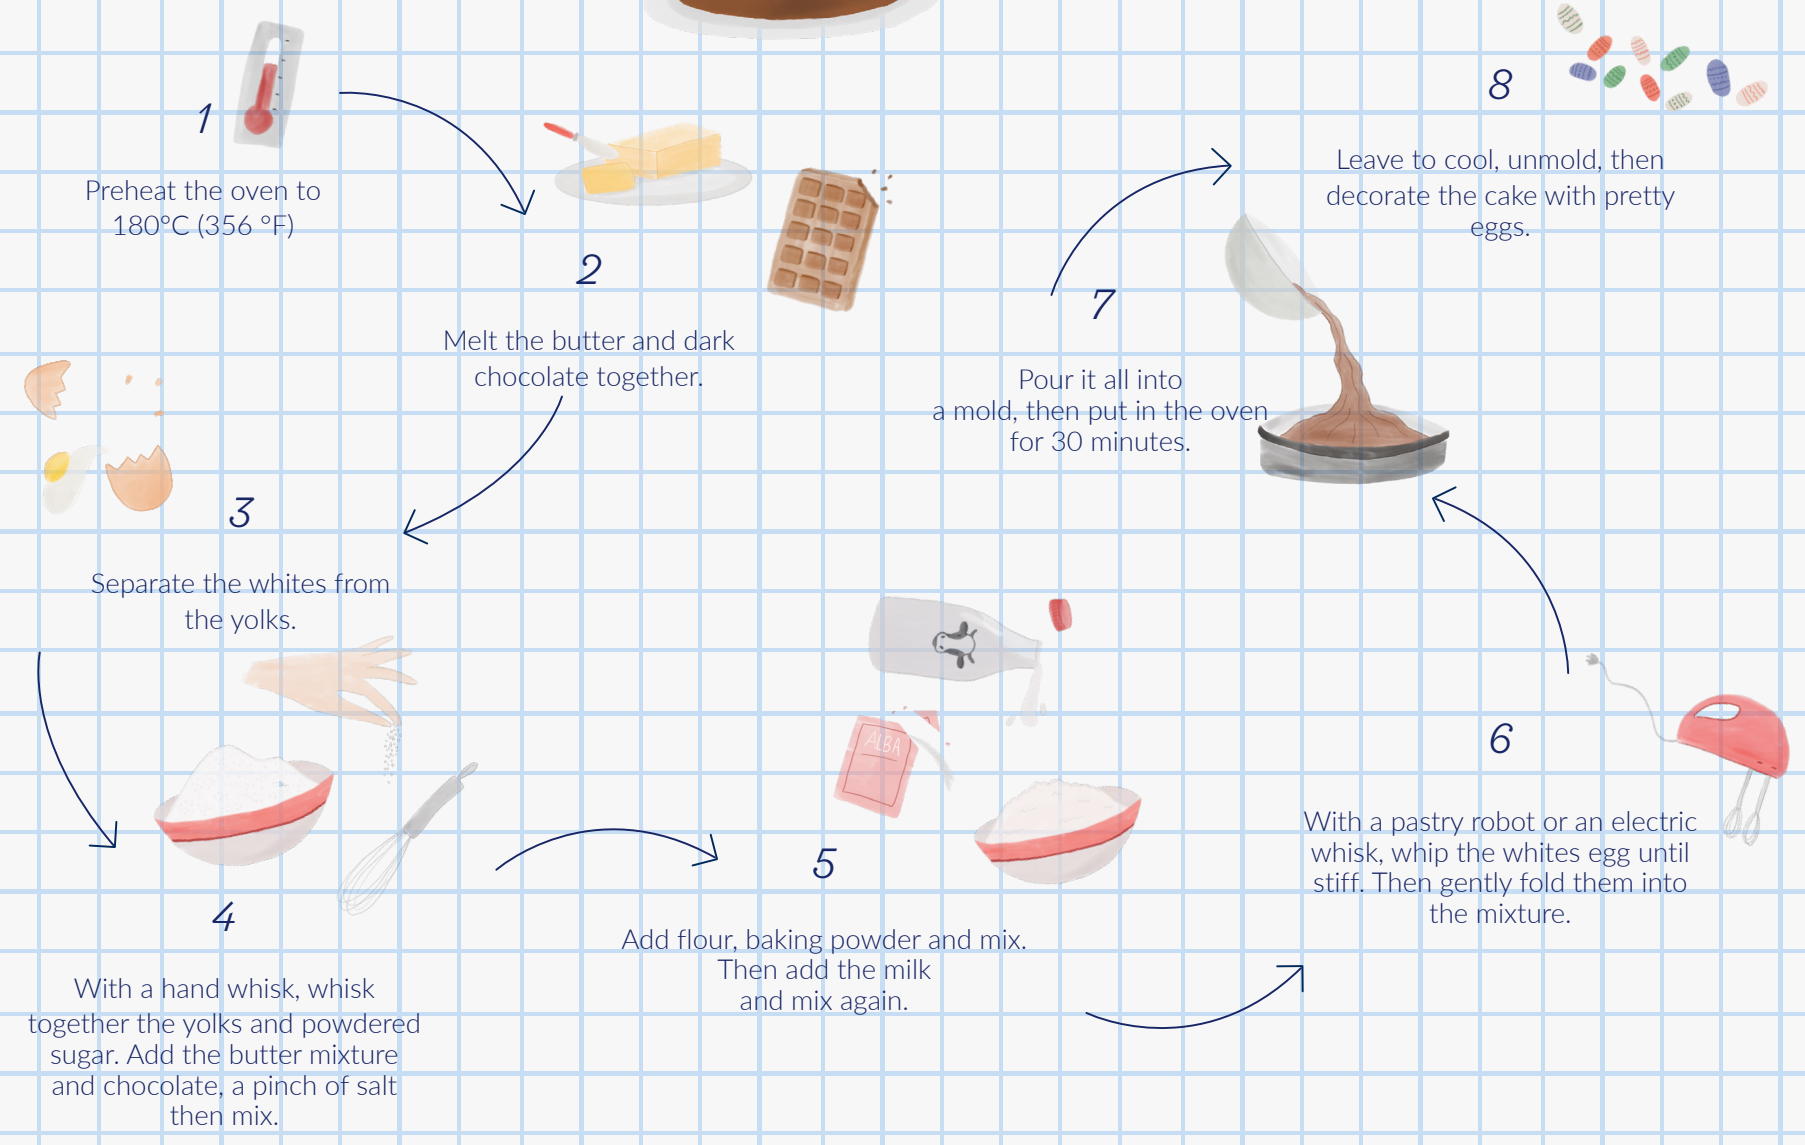 1
Preheat the oven to
180°C (356 °F)
2
Melt the butter and dark
chocolate together.
3
Separate the whites from
the yolks.
4
With a hand whisk, whisk
together the yolks and powdered
sugar. Add the butter mixture
and chocolate, a pinch of salt
then mix.
ALBA
5
Add flour, baking powder and mix.
Then add the milk
and mix again.
6
With a pastry robot or an electric
whisk, whip the whites egg until
stiff. Then gently fold them into
the mixture.
7
Pour it all into
a mold, then put in the oven
for 30 minutes.
8
Leave to cool, unmold, then
decorate the cake with pretty
eggs.